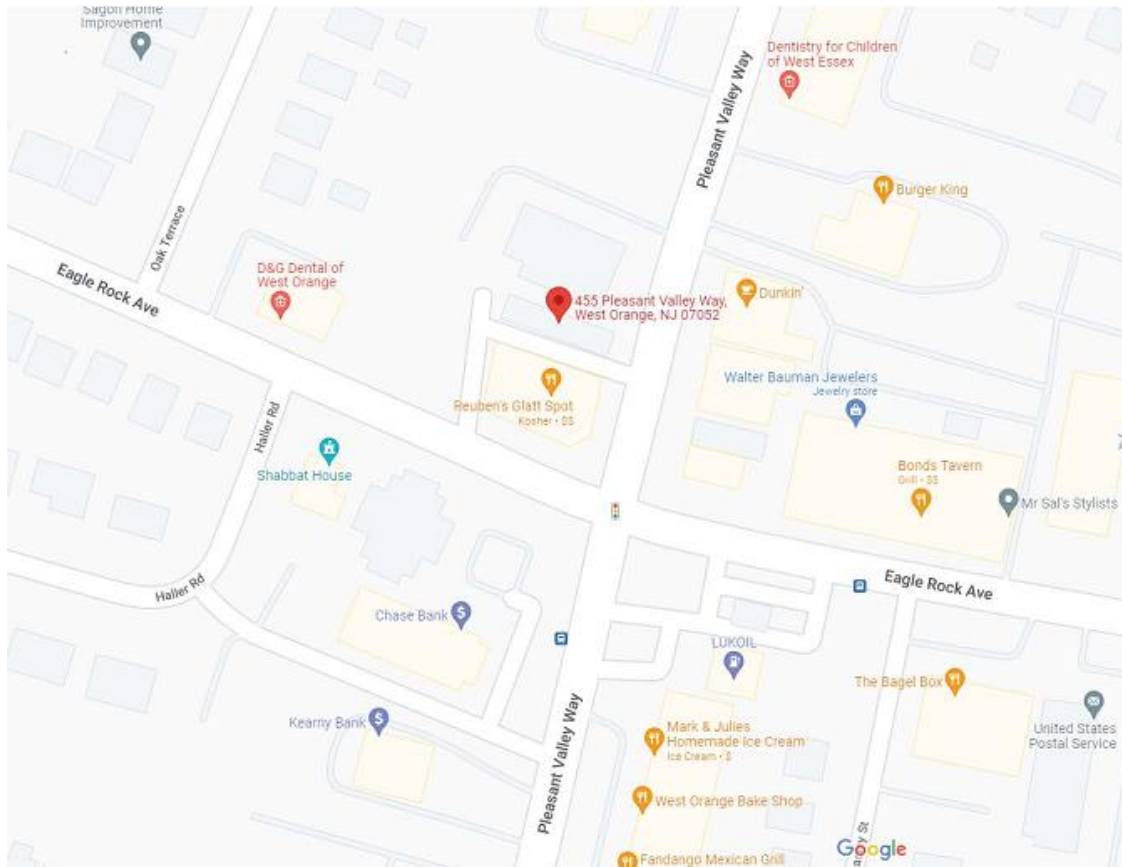 Sagon Home
Improvement
Pleasant Valley Way
Dentistry for Children
of West Essex
Burger King
Oak Terrace
Eagle Rock Ave
D&G Dental of
West Orange
455 Pleasant Valley Way,
West Orange, NJ 07052
Dunkin'
Walter Bauman Jewelers
Jewelry store
Reuben's Glatt Spot
Kosher • $$
Haller Rd
Shabbat House
Bonds Tavern
Grill • $$
Mr Sal's Stylists
Haller Rd
Eagle Rock Ave
Chase Bank
LUKOIL
The Bagel Box
Kearny Bank
Mark & Julies
Homemade Ice Cream
Ice Cream • $
United States
Postal Service
Pleasant Valley Way
West Orange Bake Shop
St
Google
Fandango Mexican Grill